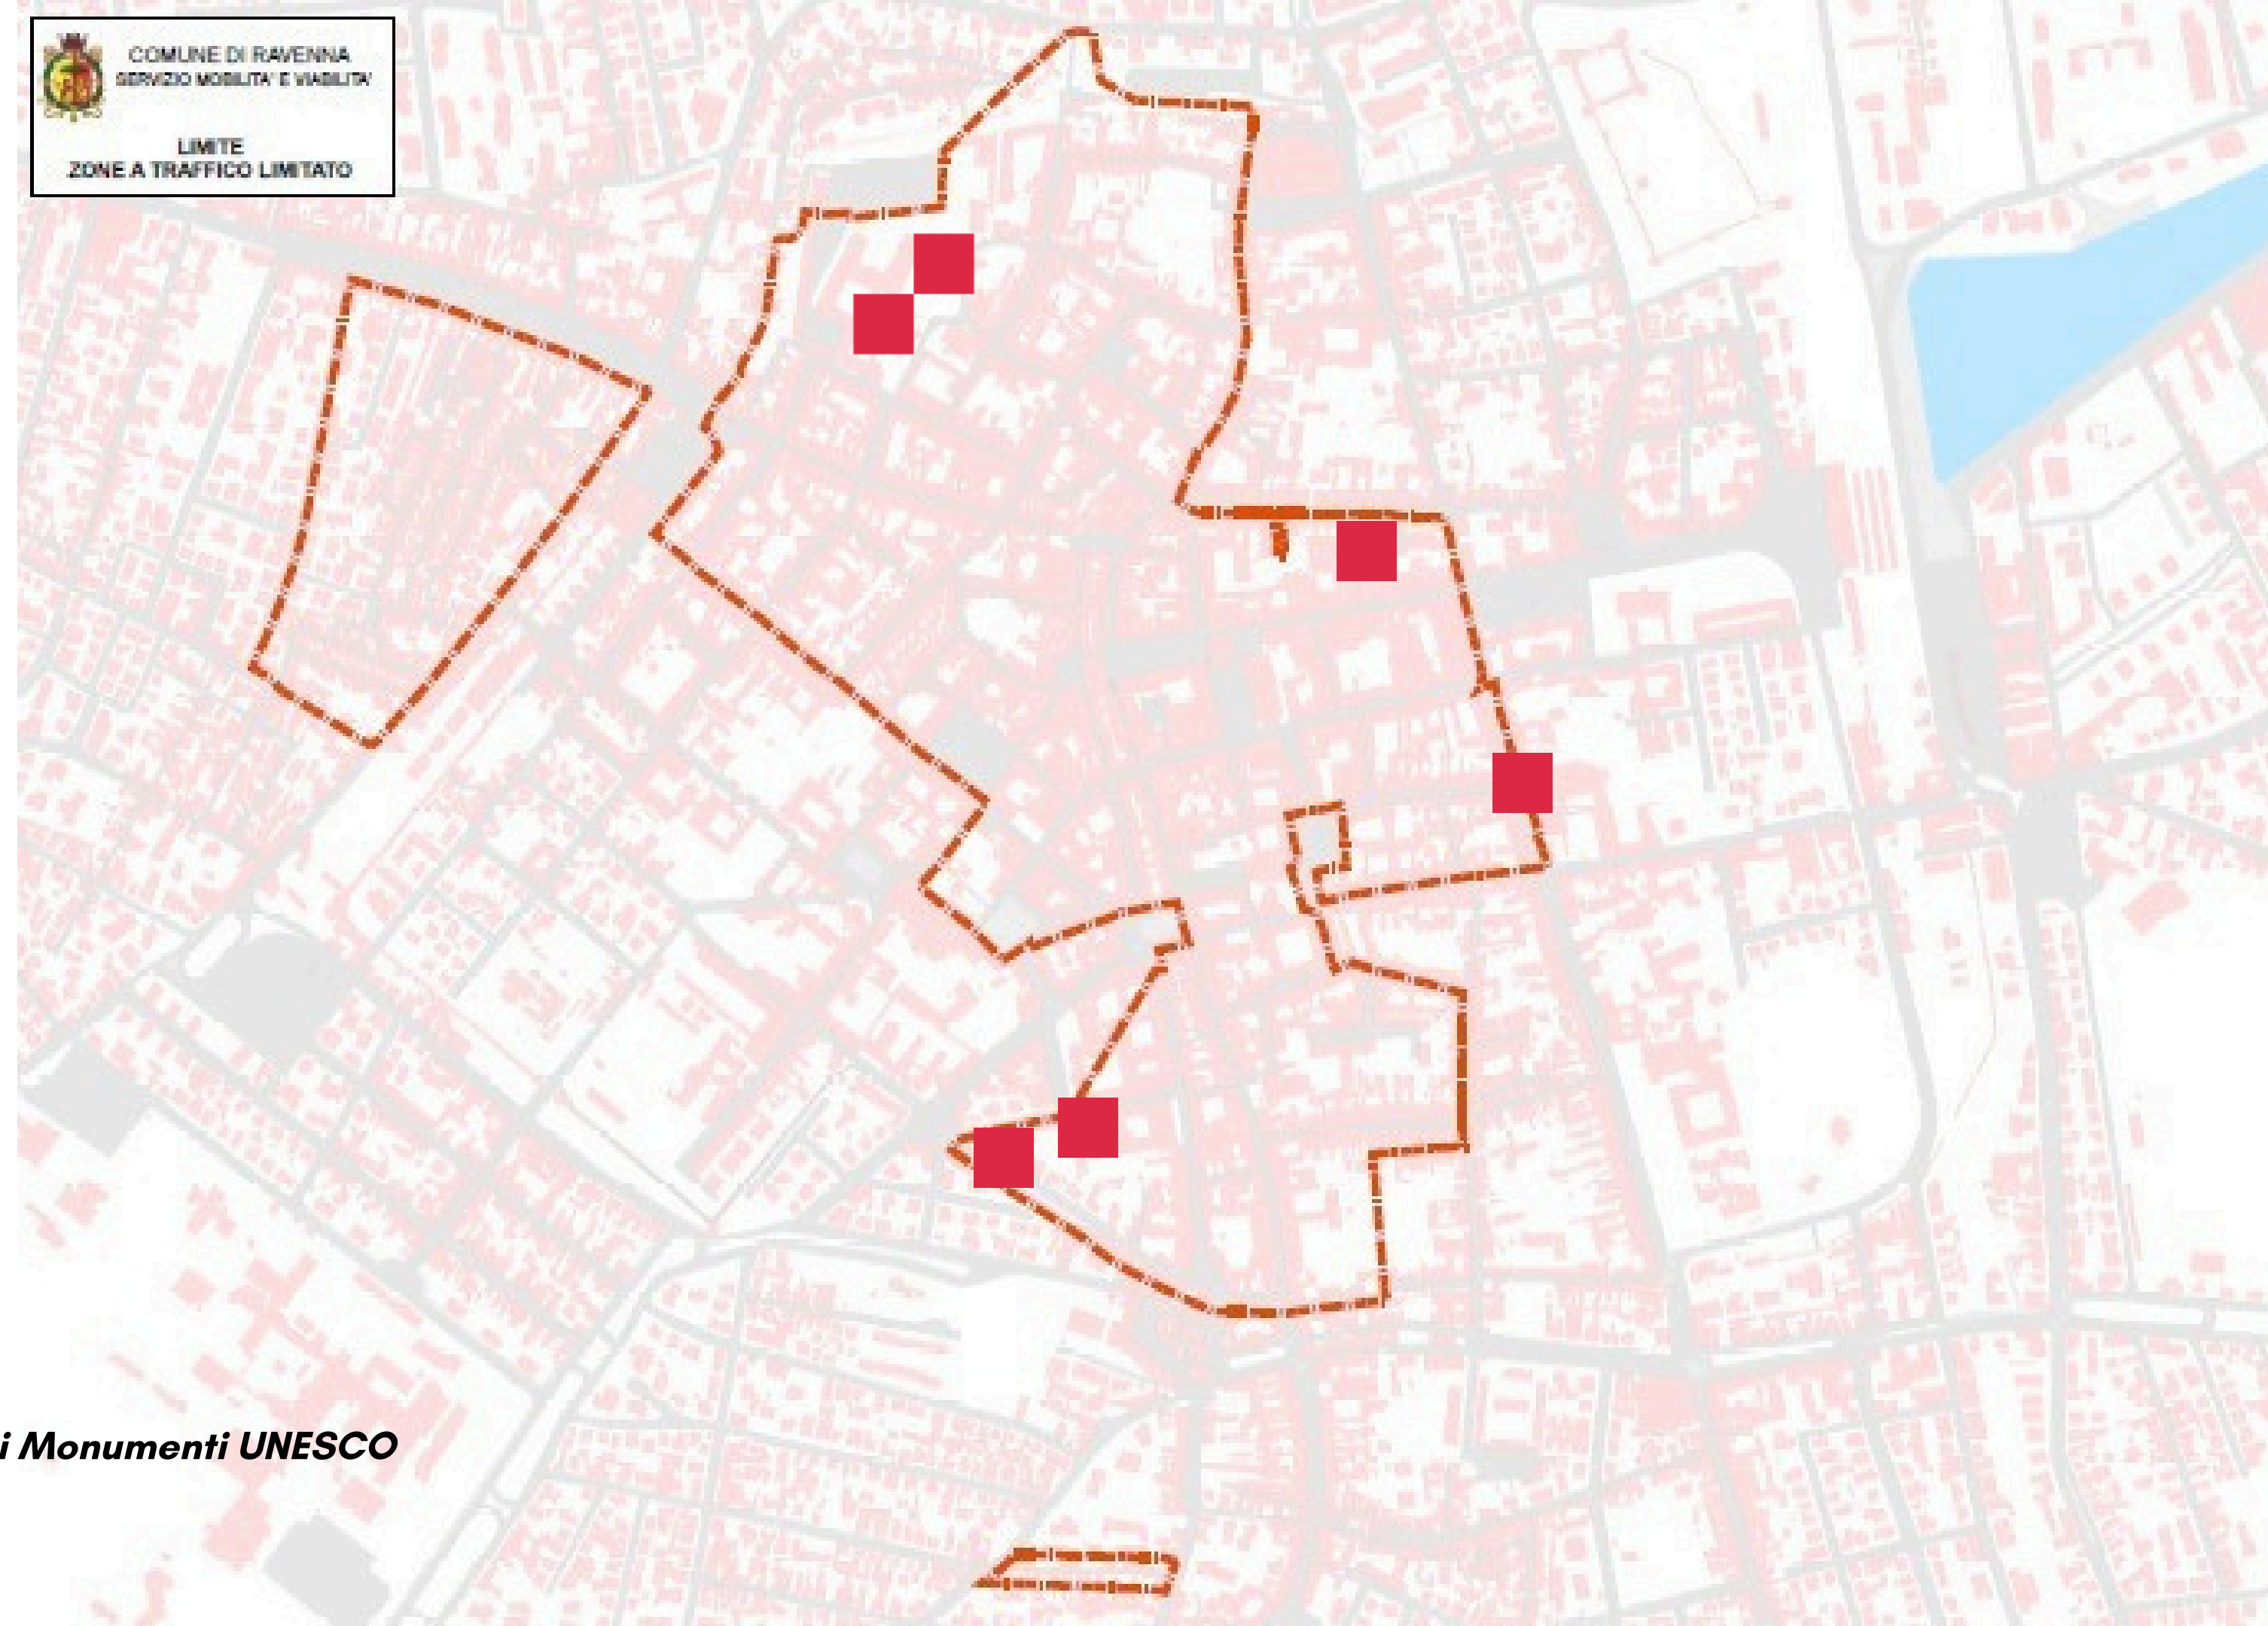 COMUNE DI RAVENNA
SERVIZIO MOBILITA' E VIABILITA'
LIMITE
ZONE A TRAFFICO LIMITATO
i Monumenti UNESCO